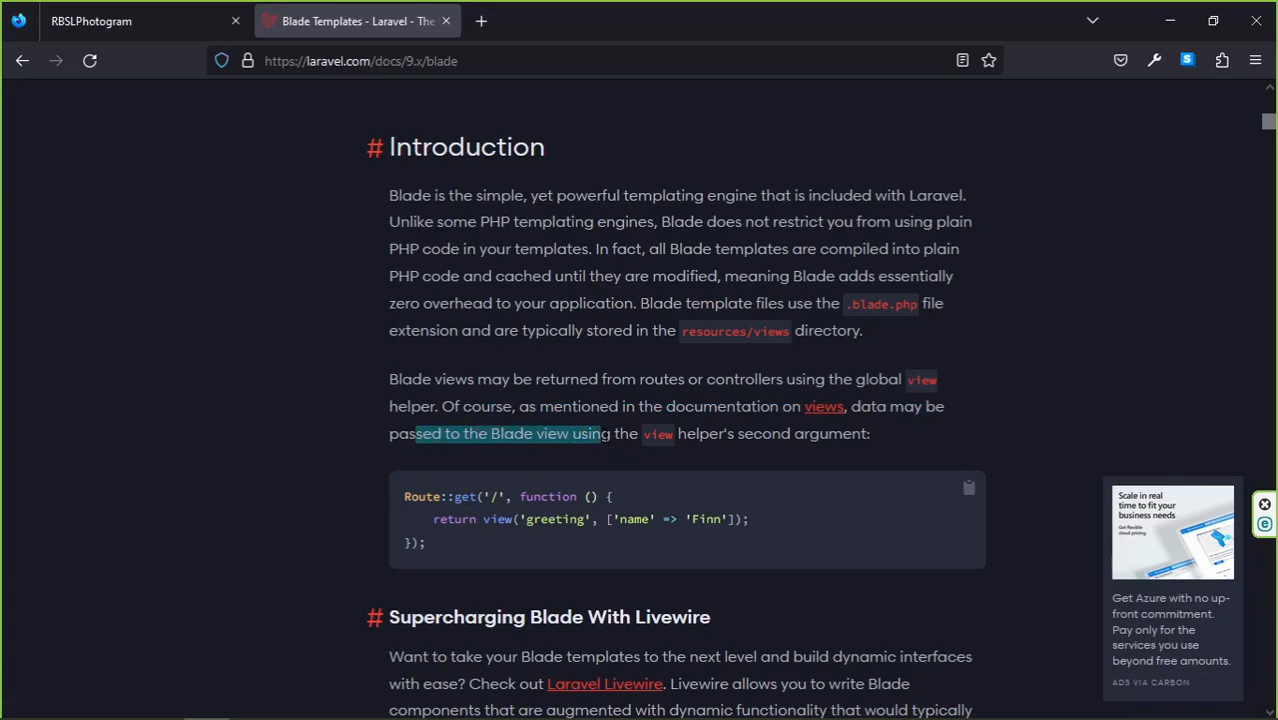 RBSLPhotogram
Blade Templates - Laravel - The
https://laravel.com/docs/9.x/blade
# Introduction
Blade is the simple, yet powerful templating engine that is included with Laravel.
Unlike some PHP templating engines, Blade does not restrict you from using plain
PHP code in your templates. In fact, all Blade templates are compiled into plain
PHP code and cached until they are modified, meaning Blade adds essentially
zero overhead to your application. Blade template files use the .blade.php file
extension and are typically stored in the resources/views directory.
Blade views may be returned from routes or controllers using the global view
helper. Of course, as mentioned in the documentation on views, data may be
passed to the Blade view using the view helper's second argument:
Route::get('/', function () {
return view('greeting', ['name' => 'Finn']);
});
# Supercharging Blade With Livewire
Want to take your Blade templates to the next level and build dynamic interfaces
with ease? Check out Laravel Livewire. Livewire allows you to write Blade
components that are augmented with dynamic functionality that would typically
Scale in real
time to fit your
business needs
Get flexible
cloud pricing.
Get Azure with no up-
front commitment.
Pay only for the
services you use
beyond free amounts.
ADS VIA CARBON